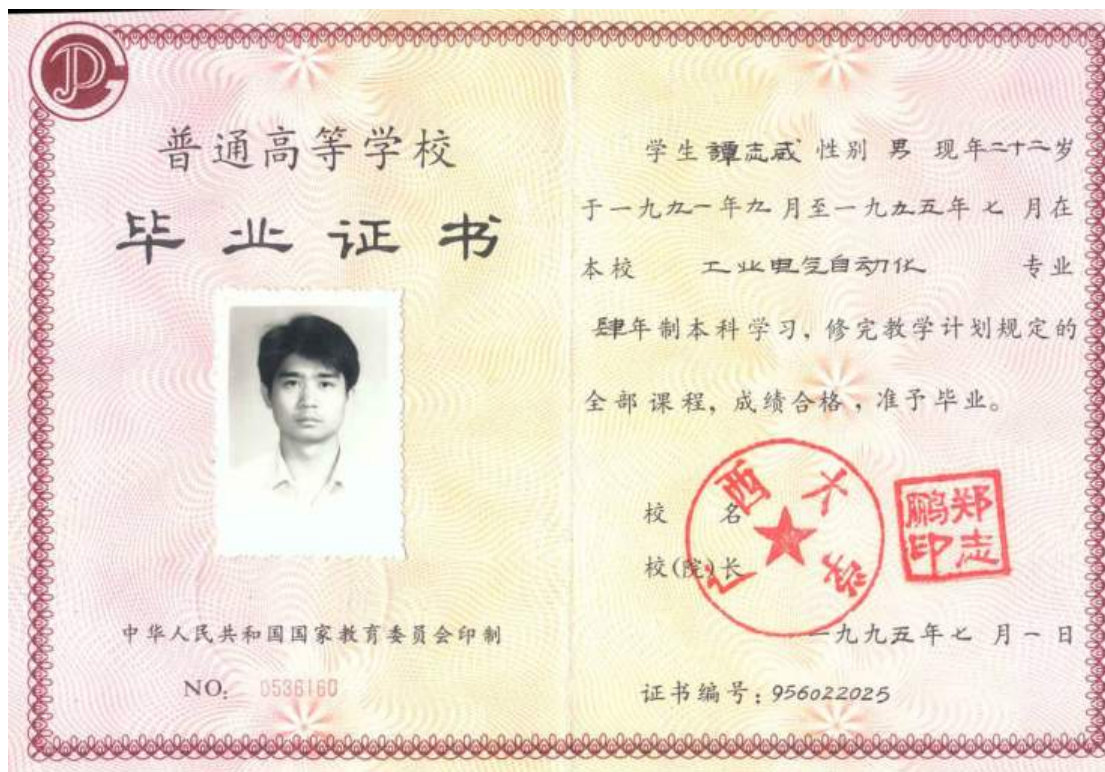 普通高等学校
毕业证书
中华人民共和国国家教育委员会印制
NO: 0536160
学生 譚志成 性别 男 现年二十二岁
于一九九一年九月至一九九五年七月在
本校 工业电气自动化 专业
肆年制本科学习，修完教学计划规定的
全部课程，成绩合格，准予毕业。
校 名
校(院)长
广西大学
郑志鹏印
一九九五年七月一日
证书编号：956022025